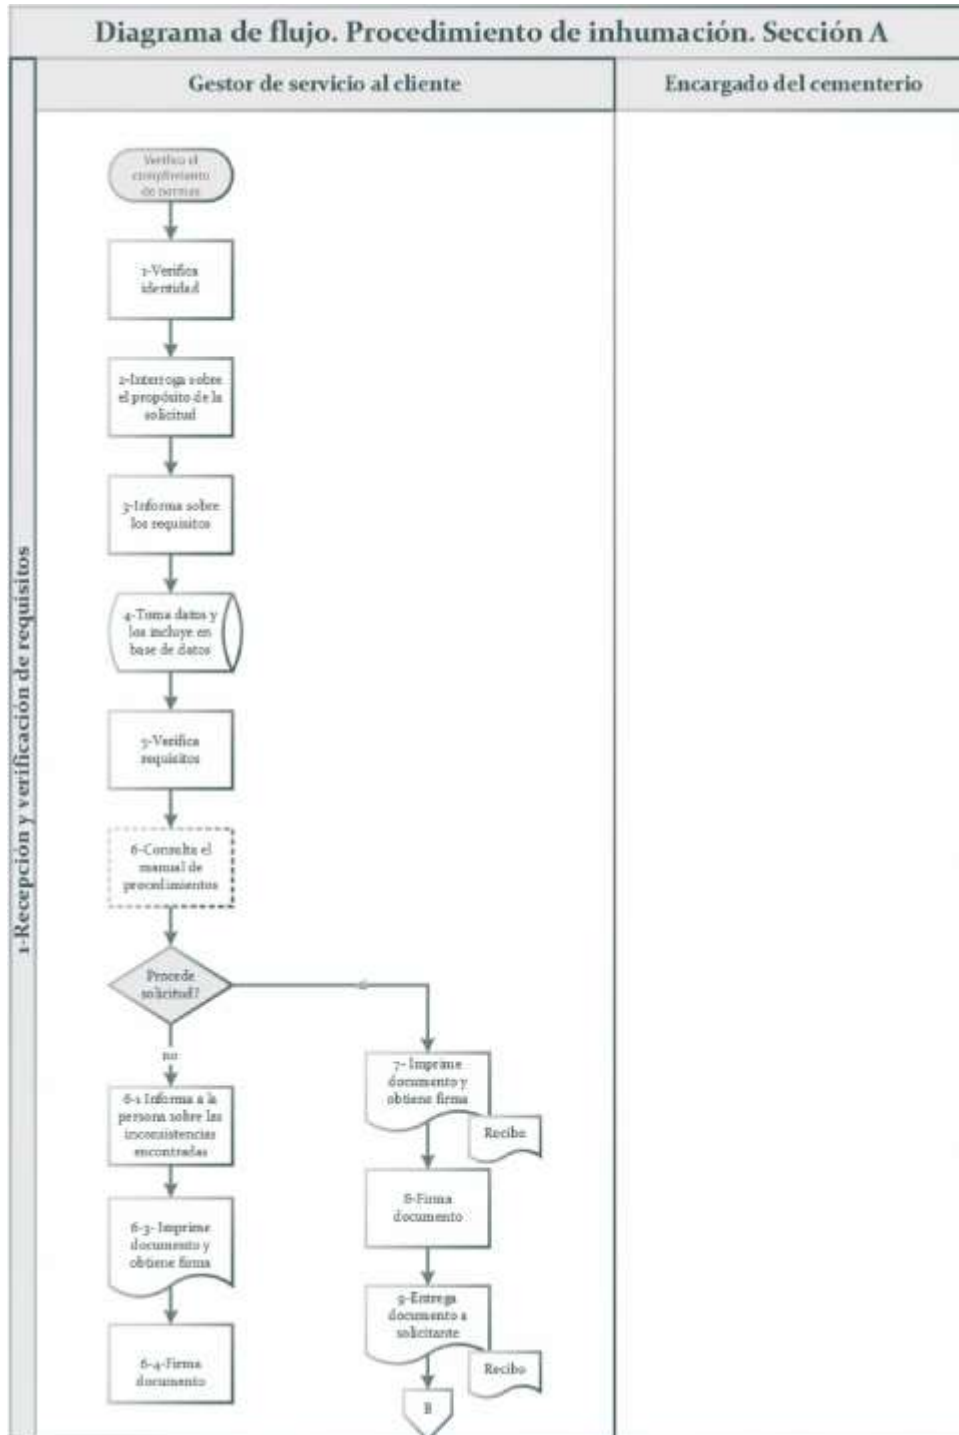 Diagrama de flujo. Procedimiento de inhumación. Sección A
Gestor de servicio al cliente
Encargado del cementerio
1-Recepción y verificación de requisitos
Verifica el
cumplimiento
de normas
1-Verifica
identidad
2-Interroga sobre
el propósito de la
solicitud
3-Informa sobre
los requisitos
4-Toma datos y
los incluye en
base de datos
5-Verifica
requisitos
6-Consulta el
manual de
procedimientos
Procede
solicitud?
no
6-1 Informa a la
persona sobre las
inconsistencias
encontradas
6-3- Imprime
documento y
obtiene firma
6-4-Firma
documento
7- Imprime
documento y
obtiene firma
Recibo
8-Firma
documento
9-Entrega
documento a
solicitante
Recibo
B